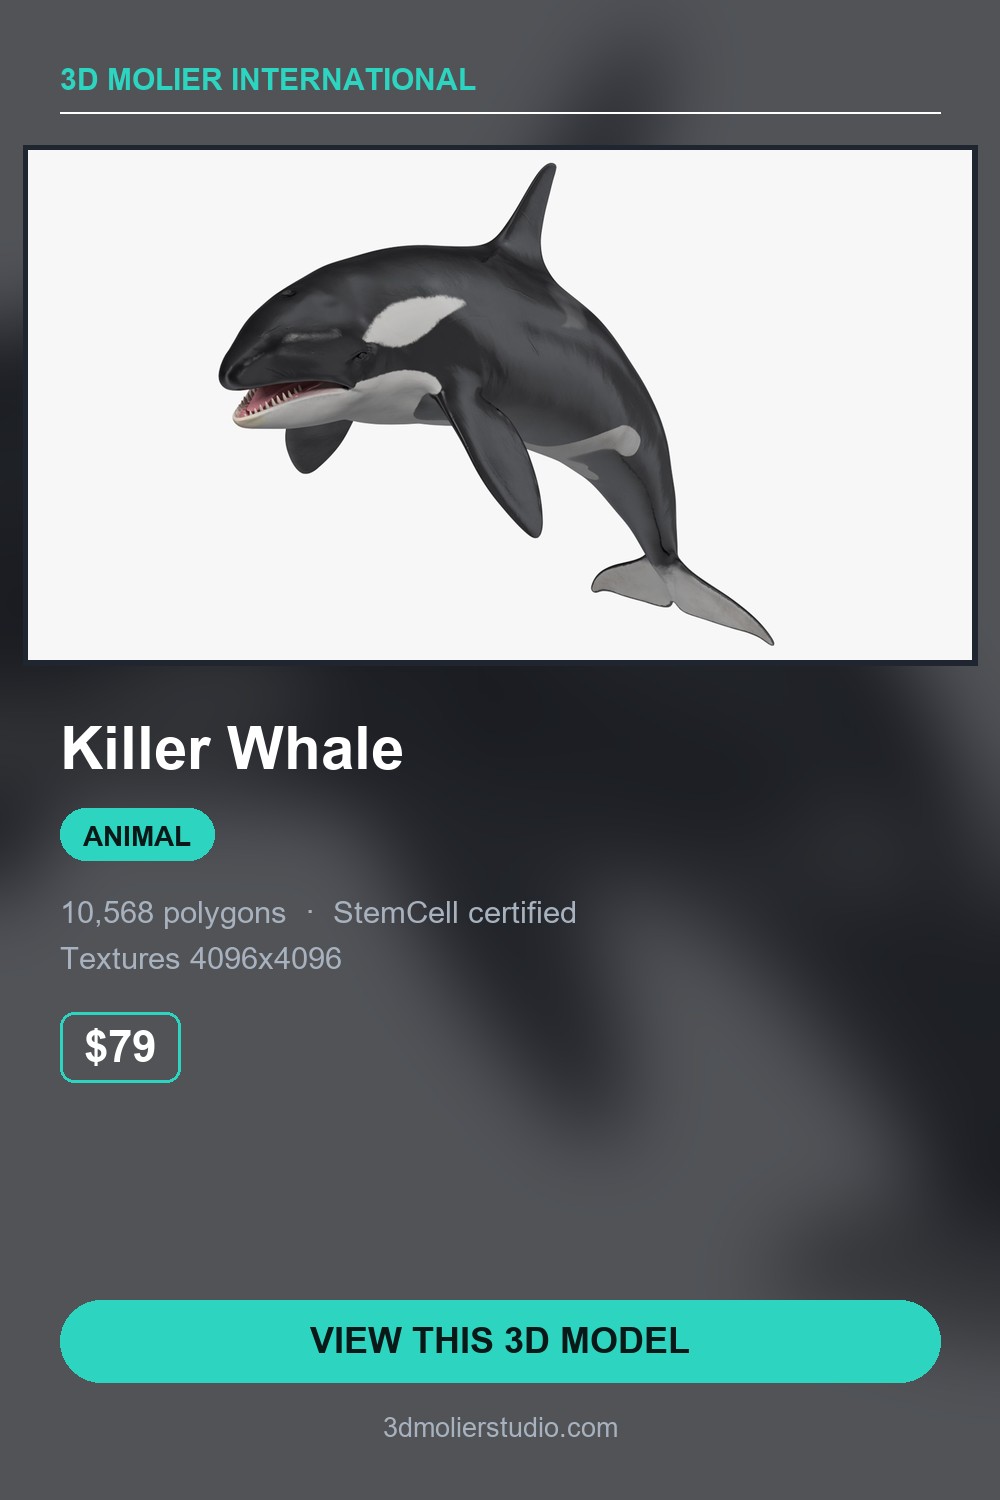 3D MOLIER INTERNATIONAL
Killer Whale
ANIMAL
10,568 polygons · StemCell certified
Textures 4096x4096
$79
VIEW THIS 3D MODEL
3dmolierstudio.com